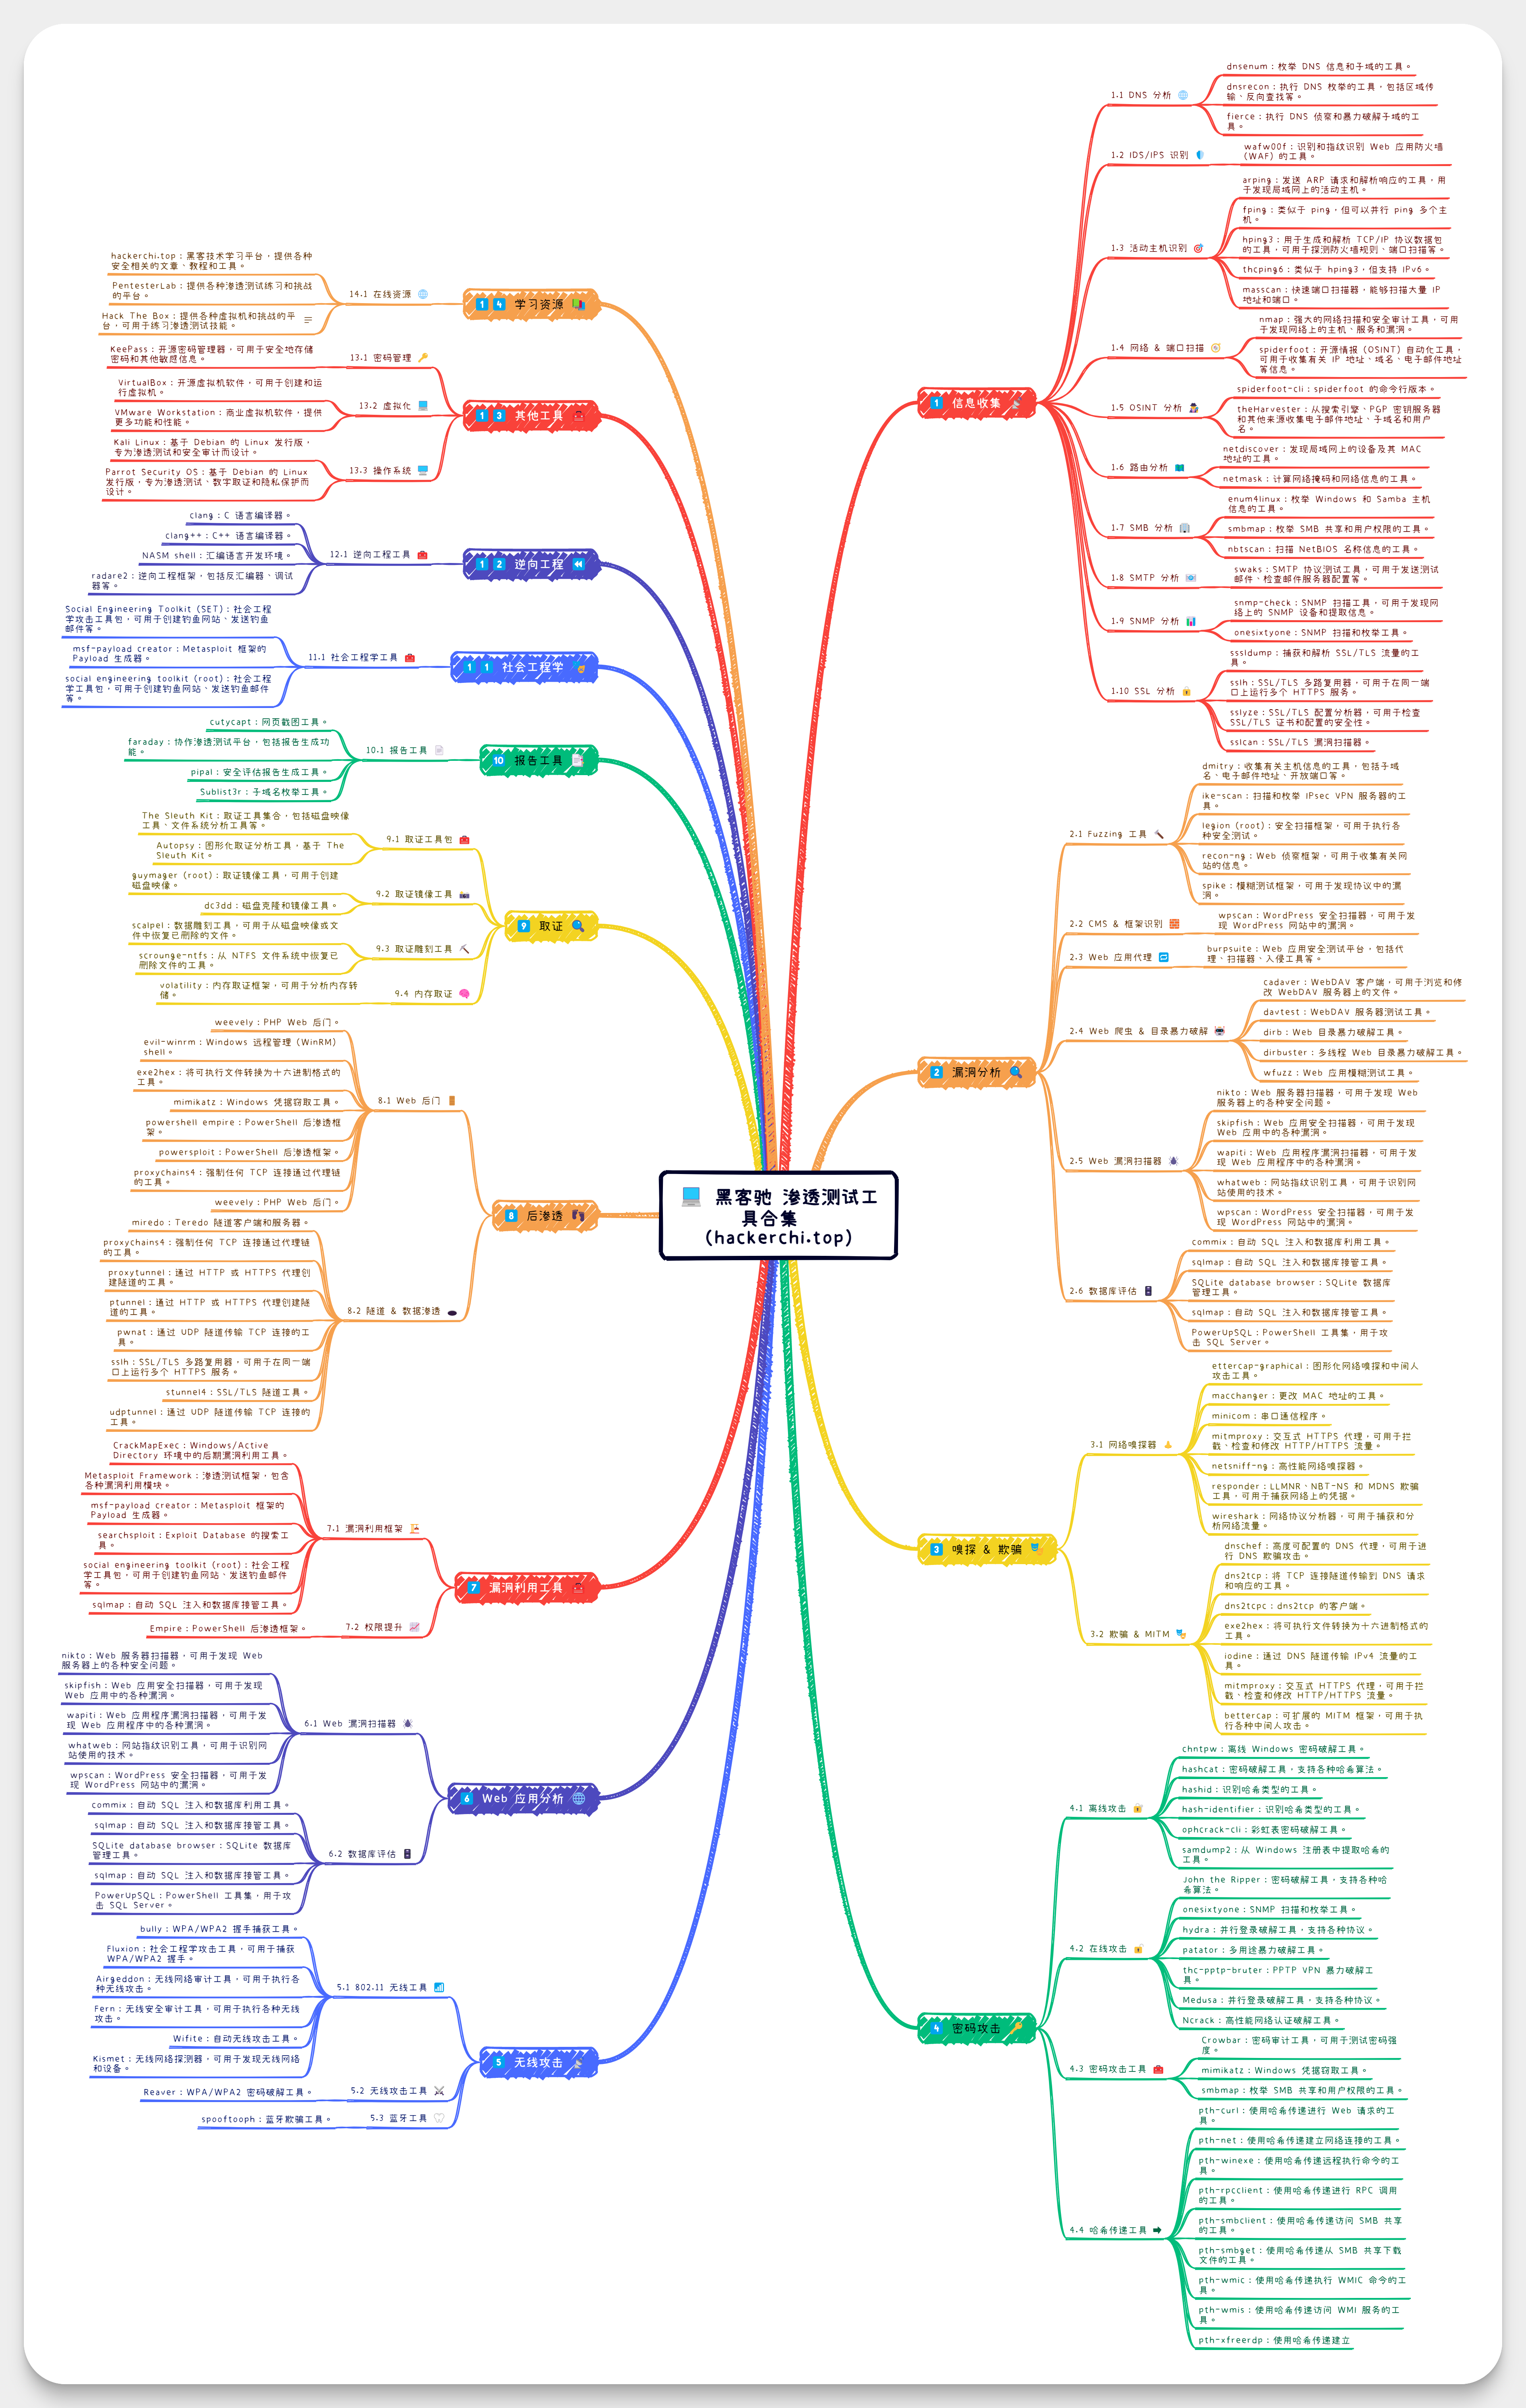 💻 黑客驰 渗透测试工
具合集
(hackerchi.top)
1️⃣ 信息收集 📡
1.1 DNS 分析 🌐
dnsenum：枚举 DNS 信息和子域的工具。
dnsrecon：执行 DNS 枚举的工具，包括区域传
输、反向查找等。
fierce：执行 DNS 侦察和暴力破解子域的工
具。
1.2 IDS/IPS 识别 🛡️
wafw00f：识别和指纹识别 Web 应用防火墙
（WAF）的工具。
1.3 活动主机识别 🎯
arping：发送 ARP 请求和解析响应的工具，用
于发现局域网上的活动主机。
fping：类似于 ping，但可以并行 ping 多个主
机。
hping3：用于生成和解析 TCP/IP 协议数据包
的工具，可用于探测防火墙规则、端口扫描等。
thcping6：类似于 hping3，但支持 IPv6。
masscan：快速端口扫描器，能够扫描大量 IP
地址和端口。
1.4 网络 & 端口扫描 🧭
nmap：强大的网络扫描和安全审计工具，可用
于发现网络上的主机、服务和漏洞。
spiderfoot：开源情报 (OSINT) 自动化工具，
可用于收集有关 IP 地址、域名、电子邮件地址
等信息。
1.5 OSINT 分析 🕵️
spiderfoot-cli：spiderfoot 的命令行版本。
theHarvester：从搜索引擎、PGP 密钥服务器
和其他来源收集电子邮件地址、子域名和用户
名。
1.6 路由分析 🗺️
netdiscover：发现局域网上的设备及其 MAC
地址的工具。
netmask：计算网络掩码和网络信息的工具。
1.7 SMB 分析 🏢
enum4linux：枚举 Windows 和 Samba 主机
信息的工具。
smbmap：枚举 SMB 共享和用户权限的工具。
nbtscan：扫描 NetBIOS 名称信息的工具。
1.8 SMTP 分析 📧
swaks：SMTP 协议测试工具，可用于发送测试
邮件、检查邮件服务器配置等。
1.9 SNMP 分析 📊
snmp-check：SNMP 扫描工具，可用于发现网
络上的 SNMP 设备和提取信息。
onesixtyone：SNMP 扫描和枚举工具。
1.10 SSL 分析 🔒
sssldump：捕获和解析 SSL/TLS 流量的工
具。
sslh：SSL/TLS 多路复用器，可用于在同一端
口上运行多个 HTTPS 服务。
sslyze：SSL/TLS 配置分析器，可用于检查
SSL/TLS 证书和配置的安全性。
sslcan：SSL/TLS 漏洞扫描器。
2️⃣ 漏洞分析 🔍
2.1 Fuzzing 工具 🔨
dmitry：收集有关主机信息的工具，包括子域
名、电子邮件地址、开放端口等。
ike-scan：扫描和枚举 IPsec VPN 服务器的工
具。
legion (root)：安全扫描框架，可用于执行各
种安全测试。
recon-ng：Web 侦察框架，可用于收集有关网
站的信息。
spike：模糊测试框架，可用于发现协议中的漏
洞。
2.2 CMS & 框架识别 🧱
wpscan：WordPress 安全扫描器，可用于发
现 WordPress 网站中的漏洞。
2.3 Web 应用代理 🔁
burpsuite：Web 应用安全测试平台，包括代
理、扫描器、入侵工具等。
2.4 Web 爬虫 & 目录暴力破解 🕷️
cadaver：WebDAV 客户端，可用于浏览和修
改 WebDAV 服务器上的文件。
davtest：WebDAV 服务器测试工具。
dirb：Web 目录暴力破解工具。
dirbuster：多线程 Web 目录暴力破解工具。
wfuzz：Web 应用模糊测试工具。
2.5 Web 漏洞扫描器 🕷️
nikto：Web 服务器扫描器，可用于发现 Web
服务器上的各种安全问题。
skipfish：Web 应用安全扫描器，可用于发现
Web 应用中的各种漏洞。
wapiti：Web 应用程序漏洞扫描器，可用于发
现 Web 应用程序中的各种漏洞。
whatweb：网站指纹识别工具，可用于识别网
站使用的技术。
wpscan：WordPress 安全扫描器，可用于发
现 WordPress 网站中的漏洞。
2.6 数据库评估 🗄️
commix：自动 SQL 注入和数据库利用工具。
sqlmap：自动 SQL 注入和数据库接管工具。
SQLite database browser：SQLite 数据库
管理工具。
sqlmap：自动 SQL 注入和数据库接管工具。
PowerUpSQL：PowerShell 工具集，用于攻
击 SQL Server。
3️⃣ 嗅探 & 欺骗 🎭
3.1 网络嗅探器 👃
ettercap-graphical：图形化网络嗅探和中间人
攻击工具。
macchanger：更改 MAC 地址的工具。
minicom：串口通信程序。
mitmproxy：交互式 HTTPS 代理，可用于拦
截、检查和修改 HTTP/HTTPS 流量。
netsniff-ng：高性能网络嗅探器。
responder：LLMNR、NBT-NS 和 MDNS 欺骗
工具，可用于捕获网络上的凭据。
wireshark：网络协议分析器，可用于捕获和分
析网络流量。
3.2 欺骗 & MITM 🎭
dnschef：高度可配置的 DNS 代理，可用于进
行 DNS 欺骗攻击。
dns2tcp：将 TCP 连接隧道传输到 DNS 请求
和响应的工具。
dns2tcpc：dns2tcp 的客户端。
exe2hex：将可执行文件转换为十六进制格式的
工具。
iodine：通过 DNS 隧道传输 IPv4 流量的工
具。
mitmproxy：交互式 HTTPS 代理，可用于拦
截、检查和修改 HTTP/HTTPS 流量。
bettercap：可扩展的 MITM 框架，可用于执
行各种中间人攻击。
4️⃣ 密码攻击 🔑
4.1 离线攻击 🔓
chntpw：离线 Windows 密码破解工具。
hashcat：密码破解工具，支持各种哈希算法。
hashid：识别哈希类型的工具。
hash-identifier：识别哈希类型的工具。
ophcrack-cli：彩虹表密码破解工具。
samdump2：从 Windows 注册表中提取哈希的
工具。
4.2 在线攻击 🔓
John the Ripper：密码破解工具，支持各种哈
希算法。
onesixtyone：SNMP 扫描和枚举工具。
hydra：并行登录破解工具，支持各种协议。
patator：多用途暴力破解工具。
thc-pptp-bruter：PPTP VPN 暴力破解工
具。
Medusa：并行登录破解工具，支持各种协议。
Ncrack：高性能网络认证破解工具。
4.3 密码攻击工具 🧰
Crowbar：密码审计工具，可用于测试密码强
度。
mimikatz：Windows 凭据窃取工具。
smbmap：枚举 SMB 共享和用户权限的工具。
4.4 哈希传递工具 ➡️
pth-curl：使用哈希传递进行 Web 请求的工
具。
pth-net：使用哈希传递建立网络连接的工具。
pth-winexe：使用哈希传递远程执行命令的工
具。
pth-rpcclient：使用哈希传递进行 RPC 调用
的工具。
pth-smbclient：使用哈希传递访问 SMB 共享
的工具。
pth-smbget：使用哈希传递从 SMB 共享下载
文件的工具。
pth-wmic：使用哈希传递执行 WMIC 命令的工
具。
pth-wmis：使用哈希传递访问 WMI 服务的工
具。
pth-xfreerdp：使用哈希传递建立
5️⃣ 无线攻击 📡
5.1 802.11 无线工具 📶
bully：WPA/WPA2 握手捕获工具。
Fluxion：社会工程学攻击工具，可用于捕获
WPA/WPA2 握手。
Airgeddon：无线网络审计工具，可用于执行各
种无线攻击。
Fern：无线安全审计工具，可用于执行各种无线
攻击。
Wifite：自动无线攻击工具。
Kismet：无线网络探测器，可用于发现无线网络
和设备。
5.2 无线攻击工具 ⚔️
Reaver：WPA/WPA2 密码破解工具。
5.3 蓝牙工具 🦷
spooftooph：蓝牙欺骗工具。
6️⃣ Web 应用分析 🌐
6.1 Web 漏洞扫描器 🕷️
nikto：Web 服务器扫描器，可用于发现 Web
服务器上的各种安全问题。
skipfish：Web 应用安全扫描器，可用于发现
Web 应用中的各种漏洞。
wapiti：Web 应用程序漏洞扫描器，可用于发
现 Web 应用程序中的各种漏洞。
whatweb：网站指纹识别工具，可用于识别网
站使用的技术。
wpscan：WordPress 安全扫描器，可用于发
现 WordPress 网站中的漏洞。
6.2 数据库评估 🗄️
commix：自动 SQL 注入和数据库利用工具。
sqlmap：自动 SQL 注入和数据库接管工具。
SQLite database browser：SQLite 数据库
管理工具。
sqlmap：自动 SQL 注入和数据库接管工具。
PowerUpSQL：PowerShell 工具集，用于攻
击 SQL Server。
7️⃣ 漏洞利用工具 🧰
7.1 漏洞利用框架 🏗️
CrackMapExec：Windows/Active
Directory 环境中的后期漏洞利用工具。
Metasploit Framework：渗透测试框架，包含
各种漏洞利用模块。
msf-payload creator：Metasploit 框架的
Payload 生成器。
searchsploit：Exploit Database 的搜索工
具。
social engineering toolkit (root)：社会工程
学工具包，可用于创建钓鱼网站、发送钓鱼邮件
等。
sqlmap：自动 SQL 注入和数据库接管工具。
7.2 权限提升 📈
Empire：PowerShell 后渗透框架。
8️⃣ 后渗透 👣
8.1 Web 后门 🚪
weevely：PHP Web 后门。
evil-winrm：Windows 远程管理 (WinRM)
shell。
exe2hex：将可执行文件转换为十六进制格式的
工具。
mimikatz：Windows 凭据窃取工具。
powershell empire：PowerShell 后渗透框
架。
powersploit：PowerShell 后渗透框架。
proxychains4：强制任何 TCP 连接通过代理链
的工具。
weevely：PHP Web 后门。
8.2 隧道 & 数据渗透 🕳️
miredo：Teredo 隧道客户端和服务器。
proxychains4：强制任何 TCP 连接通过代理链
的工具。
proxytunnel：通过 HTTP 或 HTTPS 代理创
建隧道的工具。
ptunnel：通过 HTTP 或 HTTPS 代理创建隧
道的工具。
pwnat：通过 UDP 隧道传输 TCP 连接的工
具。
sslh：SSL/TLS 多路复用器，可用于在同一端
口上运行多个 HTTPS 服务。
stunnel4：SSL/TLS 隧道工具。
udptunnel：通过 UDP 隧道传输 TCP 连接的
工具。
9️⃣ 取证 🔍
9.1 取证工具包 🧰
The Sleuth Kit：取证工具集合，包括磁盘映像
工具、文件系统分析工具等。
Autopsy：图形化取证分析工具，基于 The
Sleuth Kit。
9.2 取证镜像工具 📸
guymager (root)：取证镜像工具，可用于创建
磁盘映像。
dc3dd：磁盘克隆和镜像工具。
9.3 取证雕刻工具 🔨
scalpel：数据雕刻工具，可用于从磁盘映像或文
件中恢复已删除的文件。
scrounge-ntfs：从 NTFS 文件系统中恢复已
删除文件的工具。
9.4 内存取证 🧠
volatility：内存取证框架，可用于分析内存转
储。
🔟 报告工具 📑
10.1 报告工具 📄
cutycapt：网页截图工具。
faraday：协作渗透测试平台，包括报告生成功
能。
pipal：安全评估报告生成工具。
Sublist3r：子域名枚举工具。
1️⃣1️⃣ 社会工程学 🎭
11.1 社会工程学工具 🧰
Social Engineering Toolkit (SET)：社会工程
学攻击工具包，可用于创建钓鱼网站、发送钓鱼
邮件等。
msf-payload creator：Metasploit 框架的
Payload 生成器。
social engineering toolkit (root)：社会工程
学工具包，可用于创建钓鱼网站、发送钓鱼邮件
等。
1️⃣2️⃣ 逆向工程 ⏪
12.1 逆向工程工具 🧰
clang：C 语言编译器。
clang++：C++ 语言编译器。
NASM shell：汇编语言开发环境。
radare2：逆向工程框架，包括反汇编器、调试
器等。
1️⃣3️⃣ 其他工具 🧰
13.1 密码管理 🔑
KeePass：开源密码管理器，可用于安全地存储
密码和其他敏感信息。
13.2 虚拟化 💻
VirtualBox：开源虚拟机软件，可用于创建和运
行虚拟机。
VMware Workstation：商业虚拟机软件，提供
更多功能和性能。
13.3 操作系统 🖥️
Kali Linux：基于 Debian 的 Linux 发行版，
专为渗透测试和安全审计而设计。
Parrot Security OS：基于 Debian 的 Linux
发行版，专为渗透测试、数字取证和隐私保护而
设计。
1️⃣4️⃣ 学习资源 📚
14.1 在线资源 🌐
hackerchi.top：黑客技术学习平台，提供各种
安全相关的文章、教程和工具。
PentesterLab：提供各种渗透测试练习和挑战
的平台。
Hack The Box：提供各种虚拟机和挑战的平
台，可用于练习渗透测试技能。